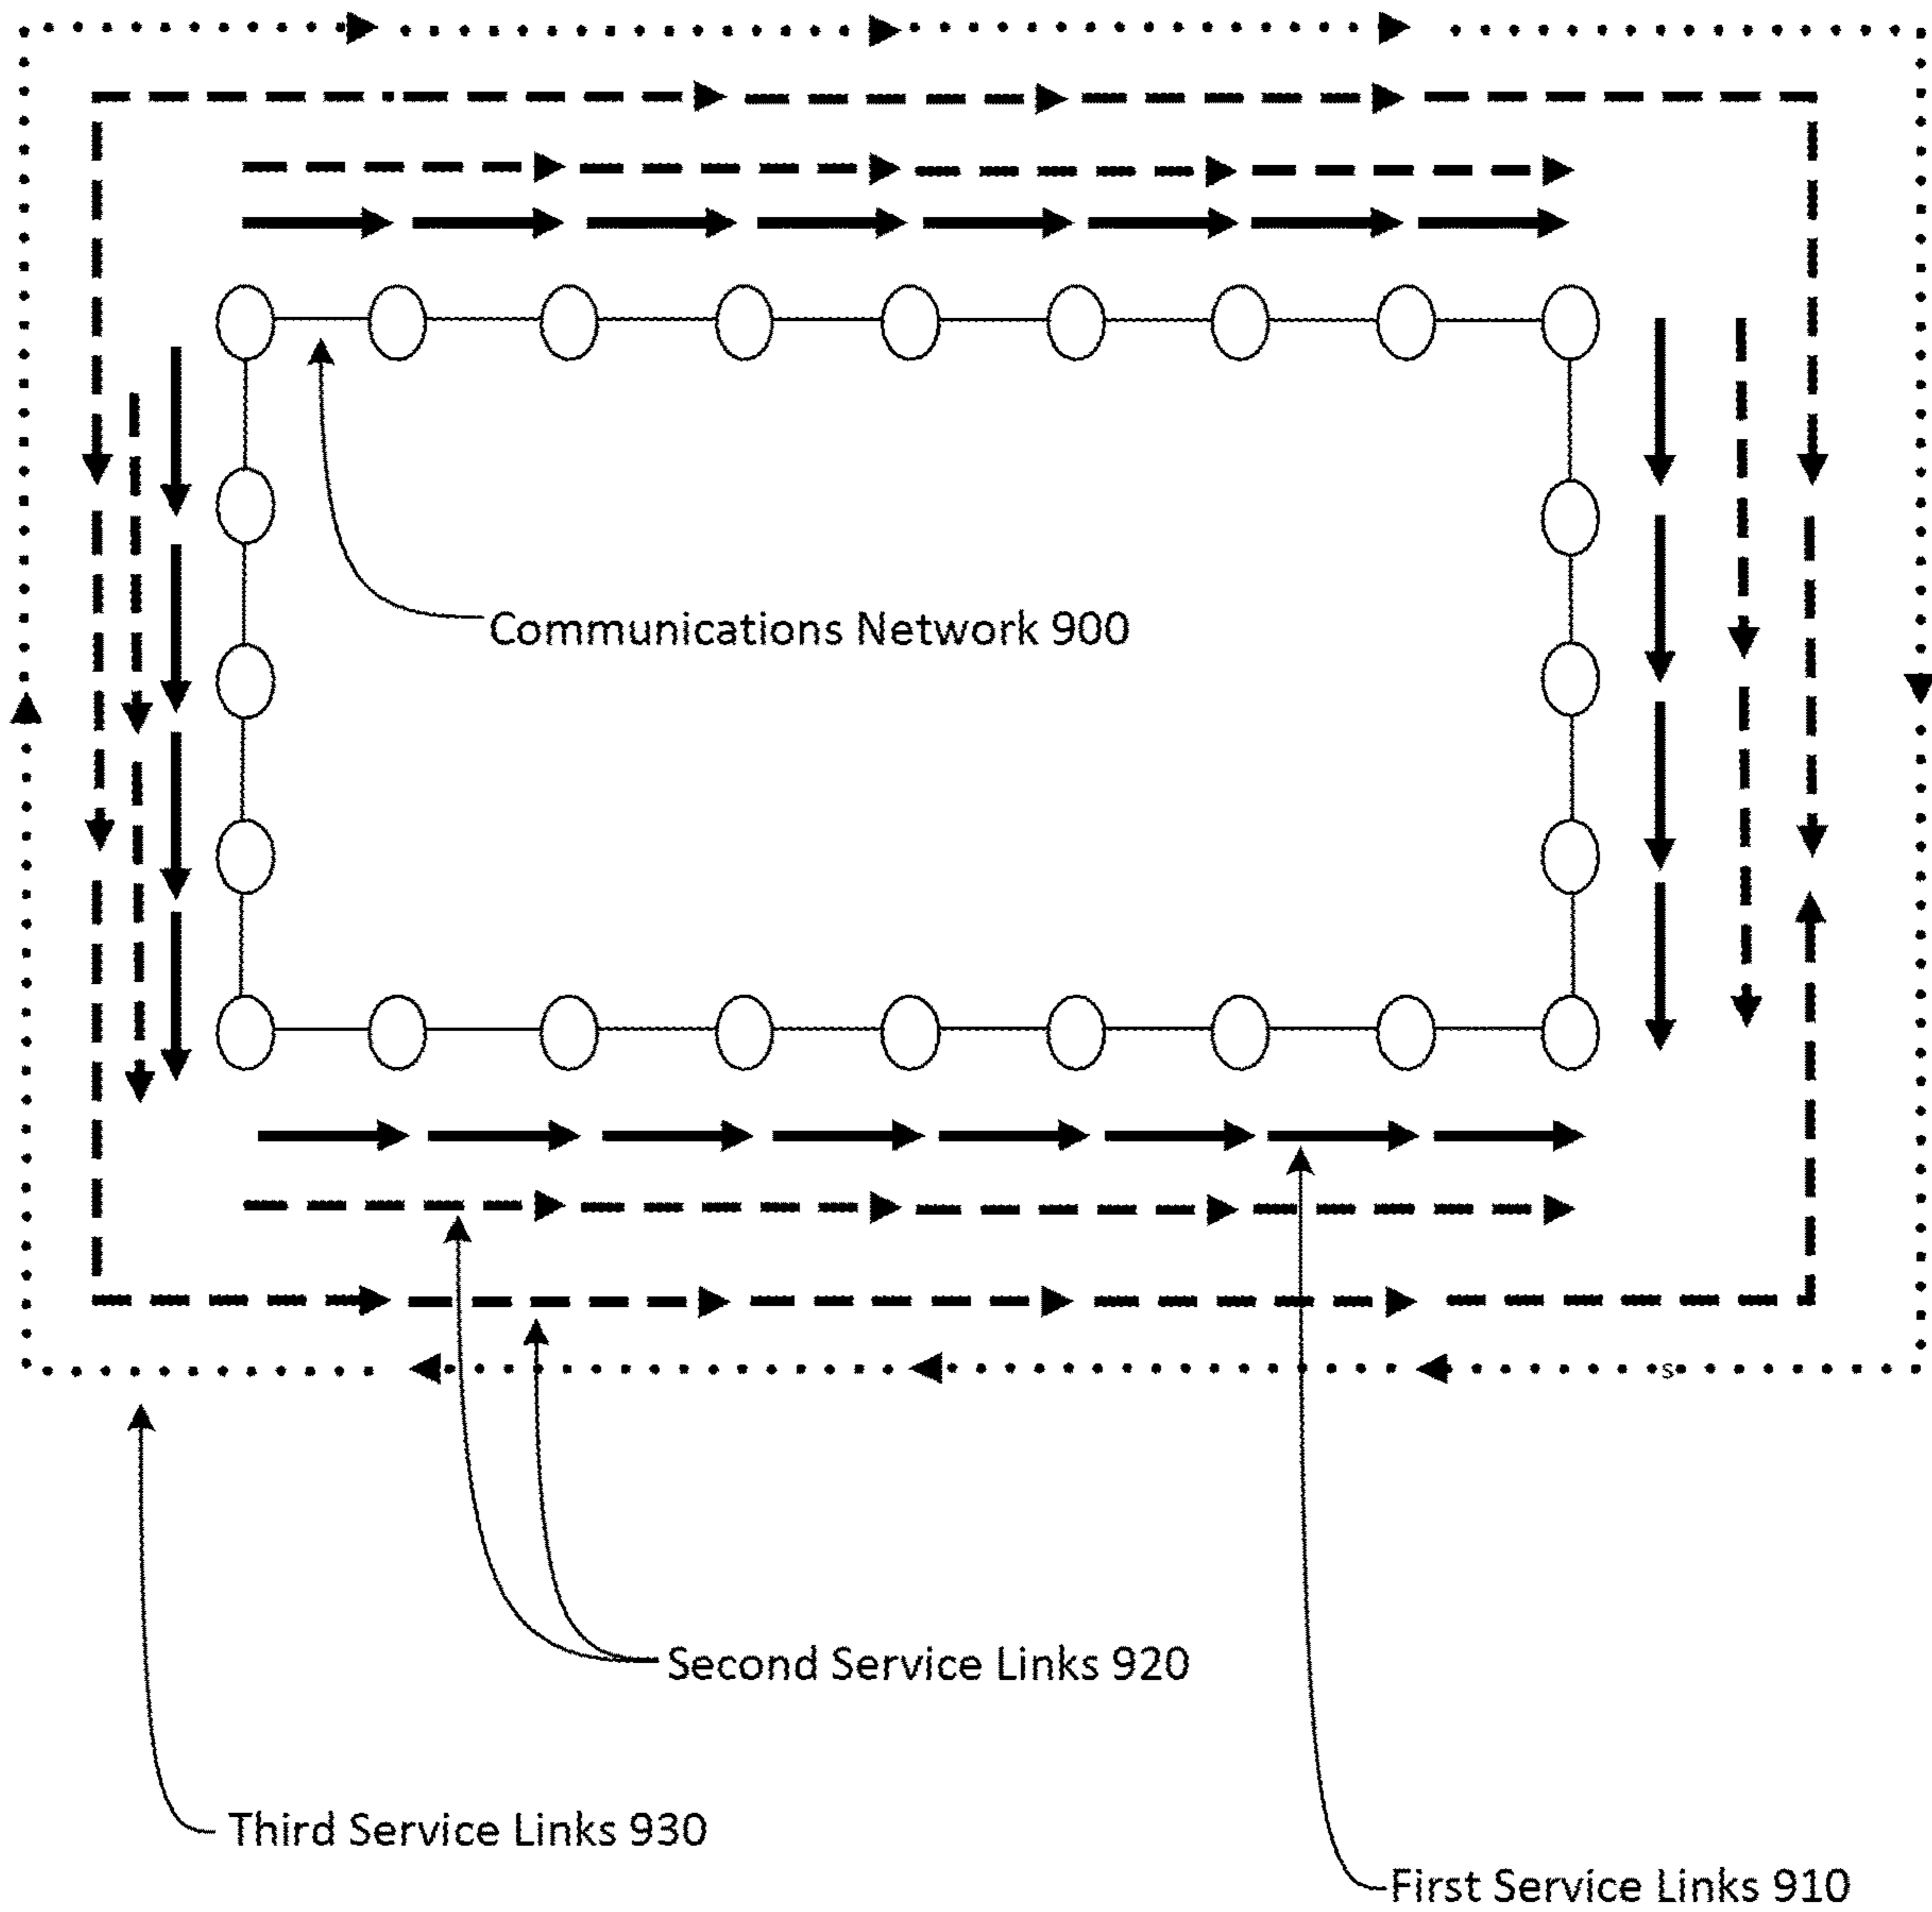 Communications Network 900
s
Second Service Links 920
Third Service Links 930
First Service Links 910